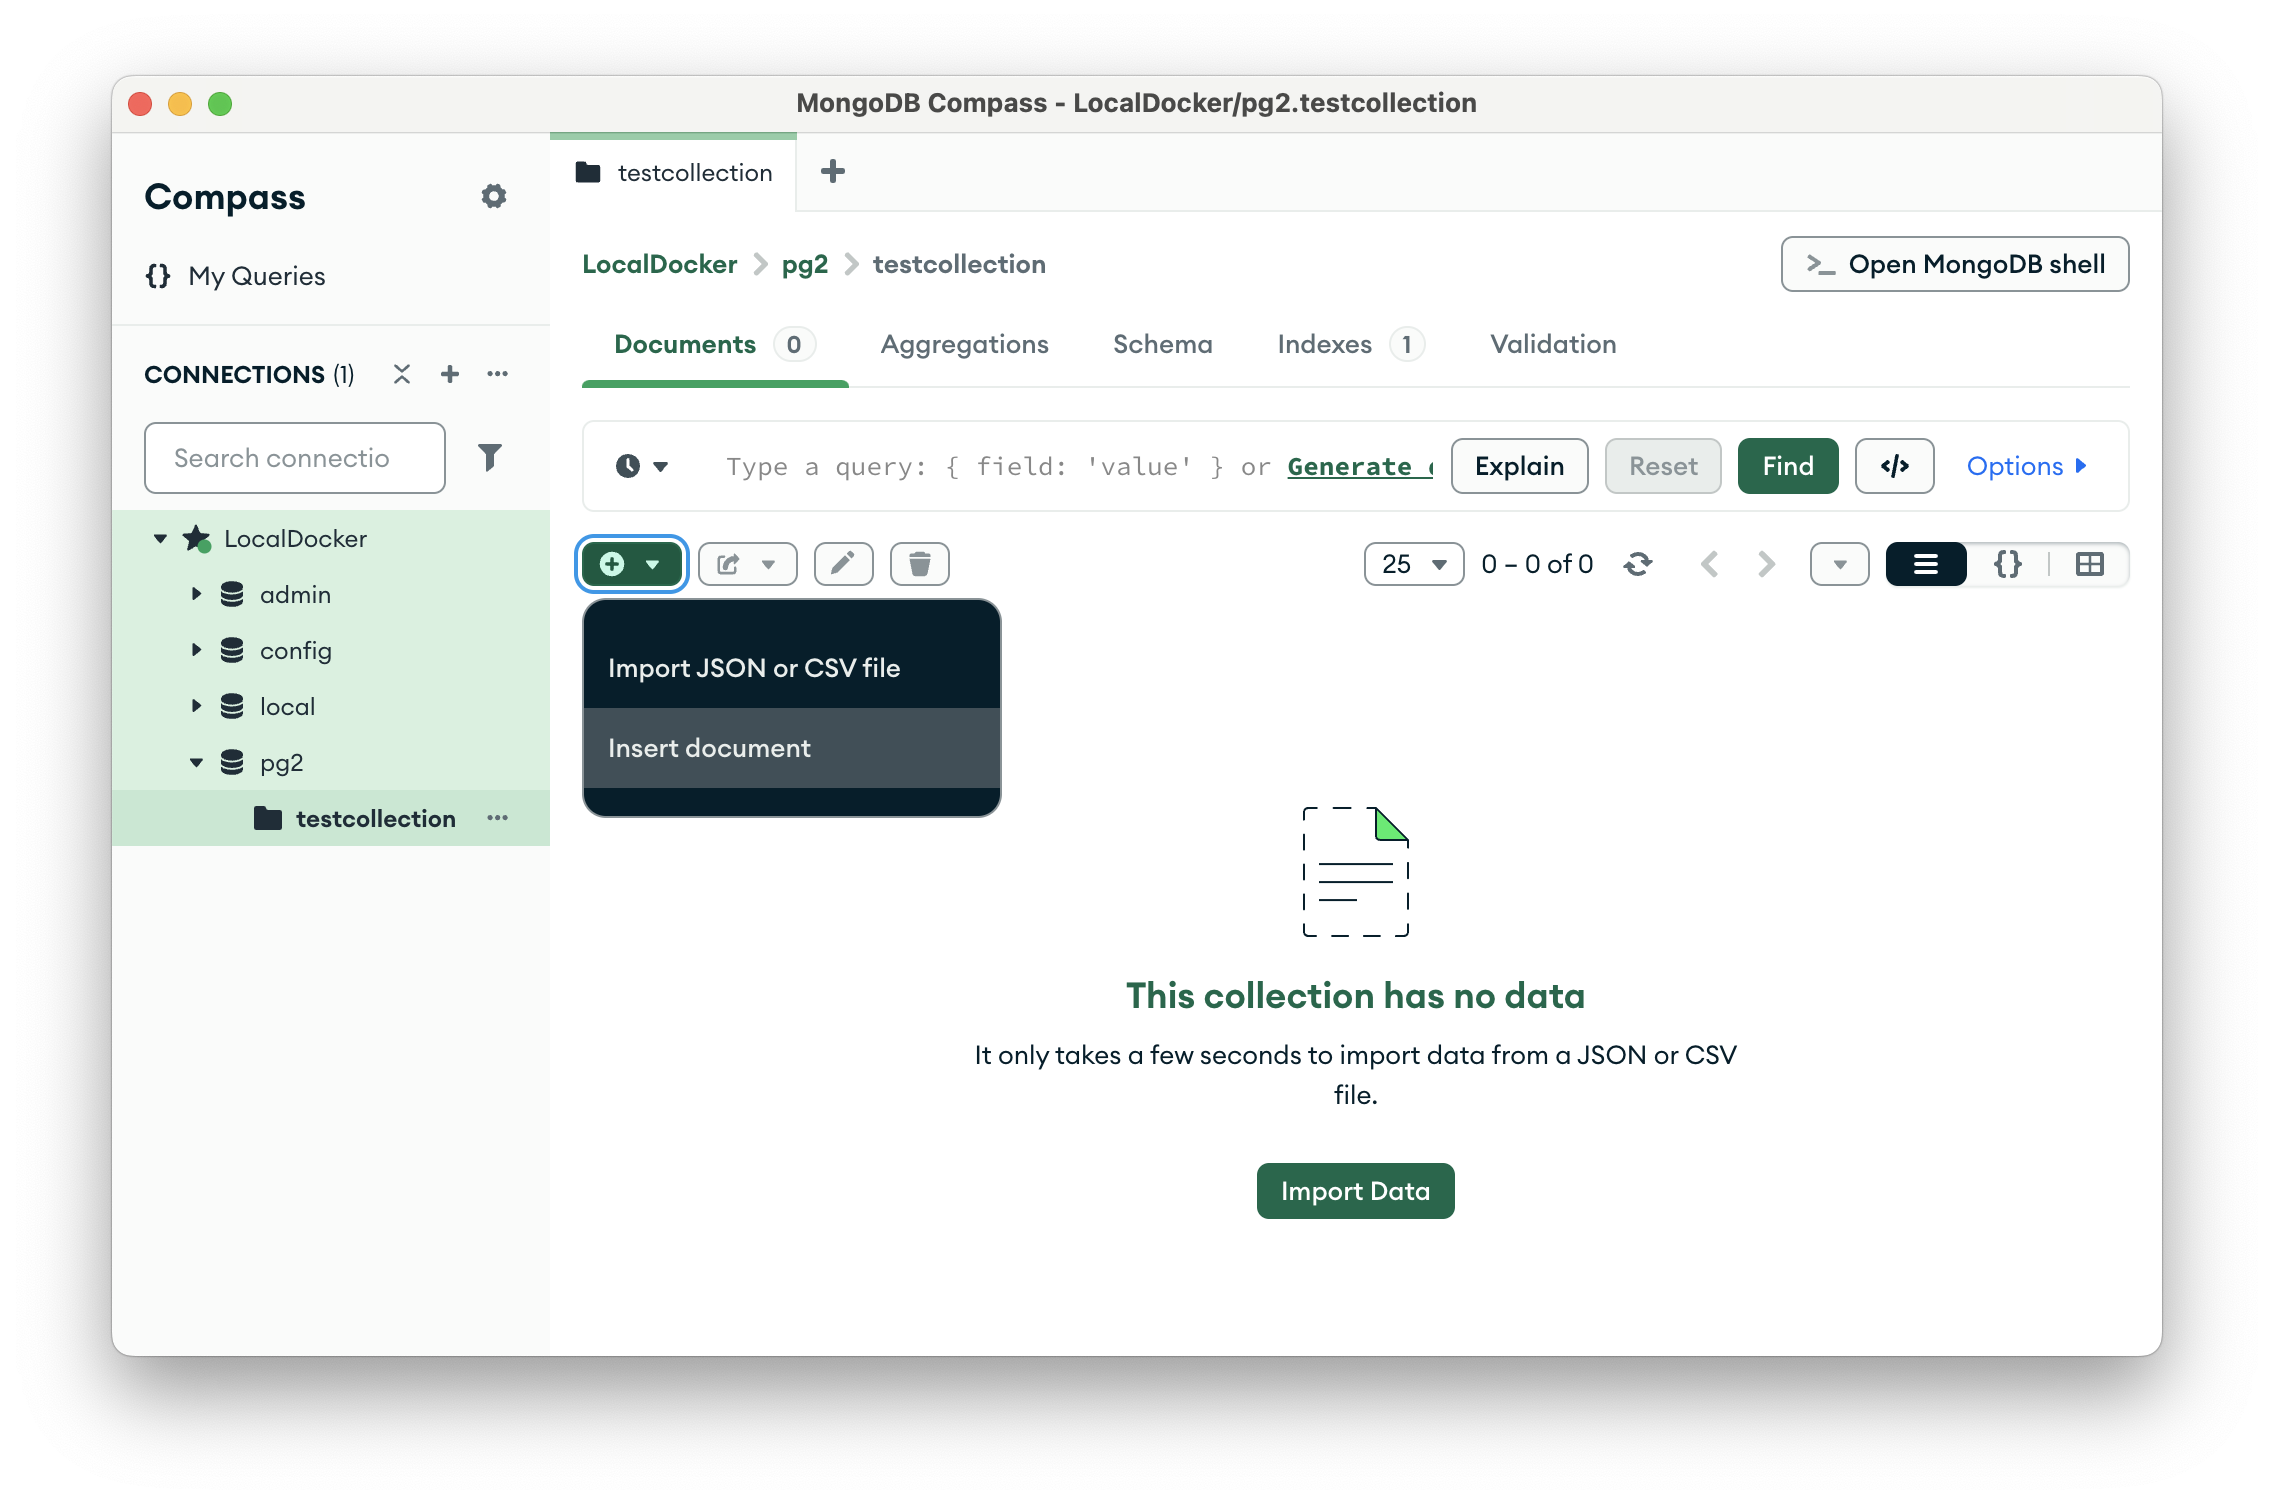 MongoDB Compass - LocalDocker/pg2.testcollection
Compass
{} My Queries
CONNECTIONS (1)
Search connectio
LocalDocker
admin
config
local
pg2
testcollection
testcollection
LocalDocker > pg2 > testcollection
>_ Open MongoDB shell
Documents 0 Aggregations Schema Indexes 1 Validation
Type a query: { field: 'value' } or Generate
Explain Reset Find </> Options
25 0 – 0 of 0 {}
Import JSON or CSV file
Insert document
This collection has no data
It only takes a few seconds to import data from a JSON or CSV
file.
Import Data